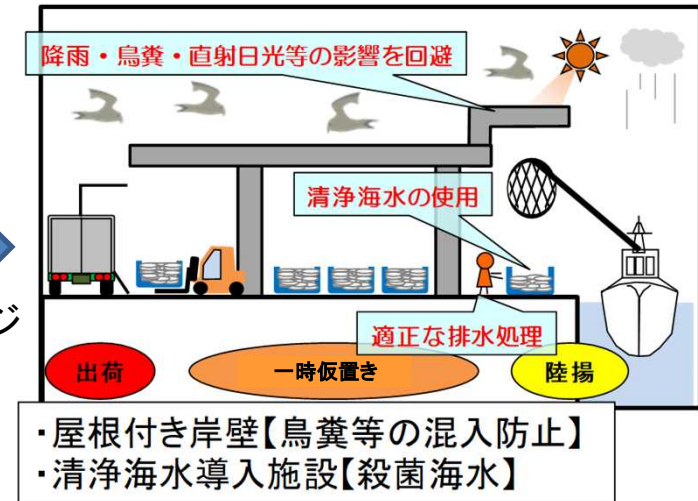 降雨・鳥糞・直射日光等の影響を回避
清浄海水の使用
適正な排水処理
ジ
出荷
一時仮置き
陸揚
・屋根付き岸壁【鳥糞等の混入防止】
・清浄海水導入施設【殺菌海水】